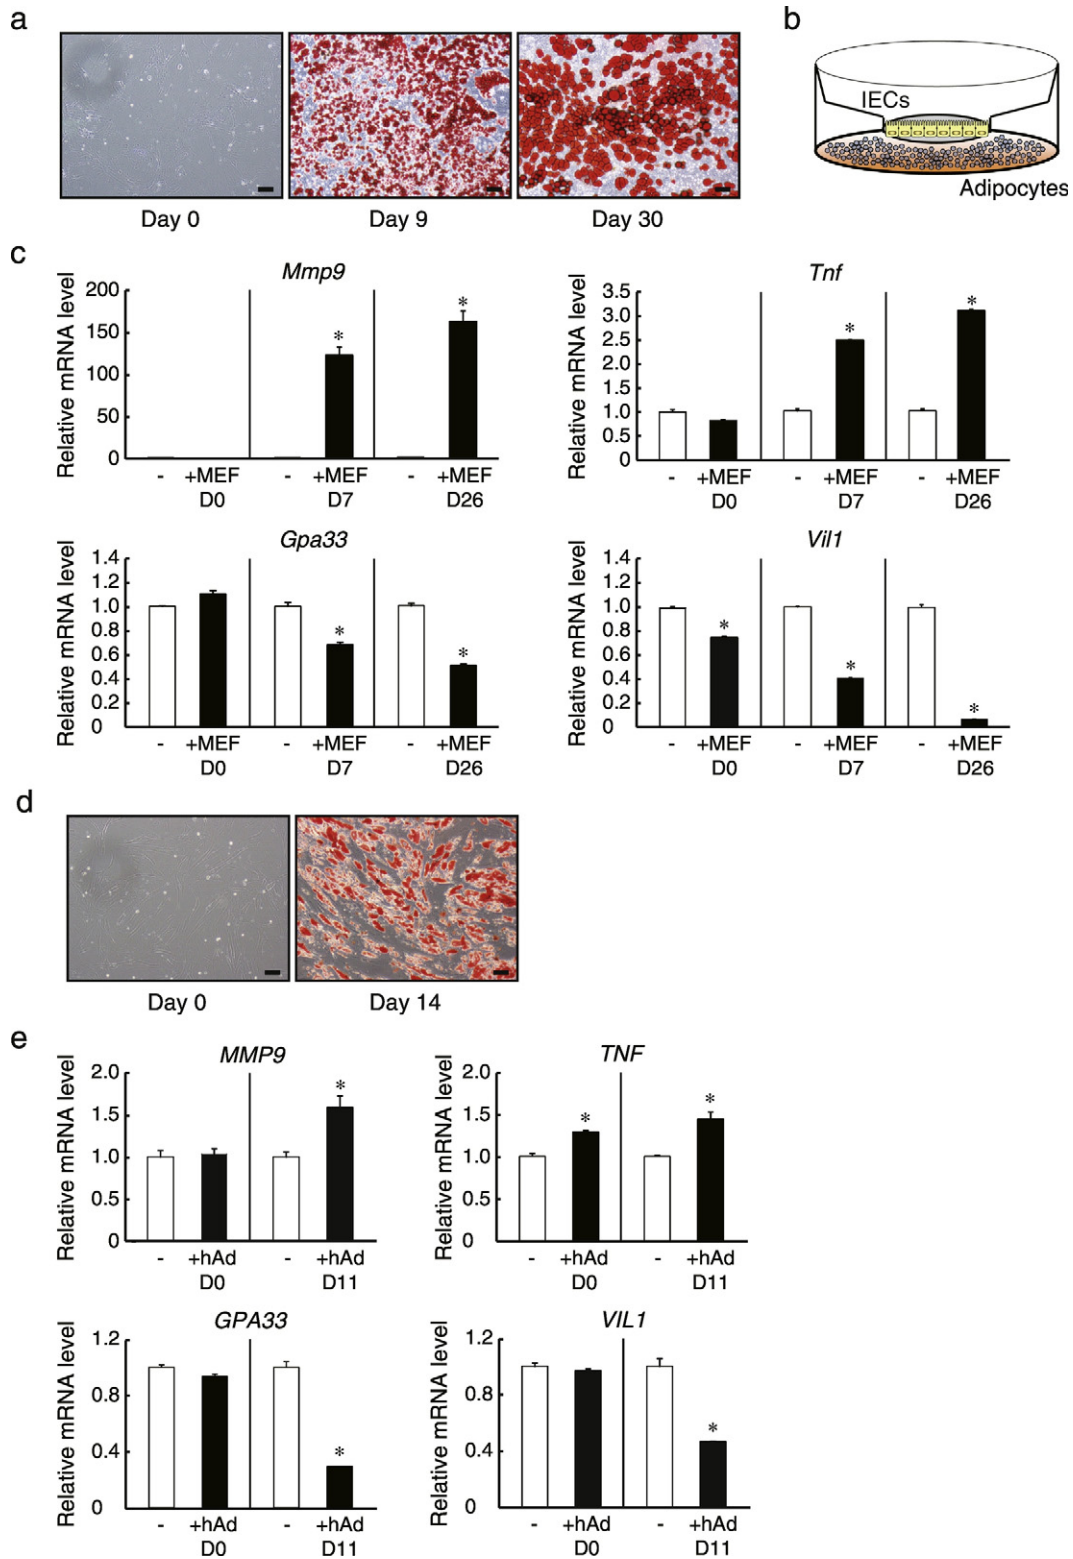 a
b
IECs
Adipocytes
Day 0
Day 9
Day 30
c
Mmp9
Relative mRNA level
200
150
100
50
0
- +MEF - +MEF - +MEF
D0 D7 D26
Tnf
Relative mRNA level
3.5
3.0
2.5
2.0
1.5
1.0
0.5
0
- +MEF - +MEF - +MEF
D0 D7 D26
* * * *
Gpa33
Relative mRNA level
1.4
1.2
1.0
0.8
0.6
0.4
0.2
0
- +MEF - +MEF - +MEF
D0 D7 D26
Vil1
Relative mRNA level
1.4
1.2
1.0
0.8
0.6
0.4
0.2
0
- +MEF - +MEF - +MEF
D0 D7 D26
* * * * *
d
Day 0
Day 14
e
MMP9
Relative mRNA level
2.0
1.5
1.0
0.5
0
- +hAd - +hAd
D0 D11
TNF
Relative mRNA level
2.0
1.5
1.0
0.5
0
- +hAd - +hAd
D0 D11
* * *
GPA33
Relative mRNA level
1.2
0.8
0.4
0
- +hAd - +hAd
D0 D11
VIL1
Relative mRNA level
1.2
0.8
0.4
0
- +hAd - +hAd
D0 D11
* *